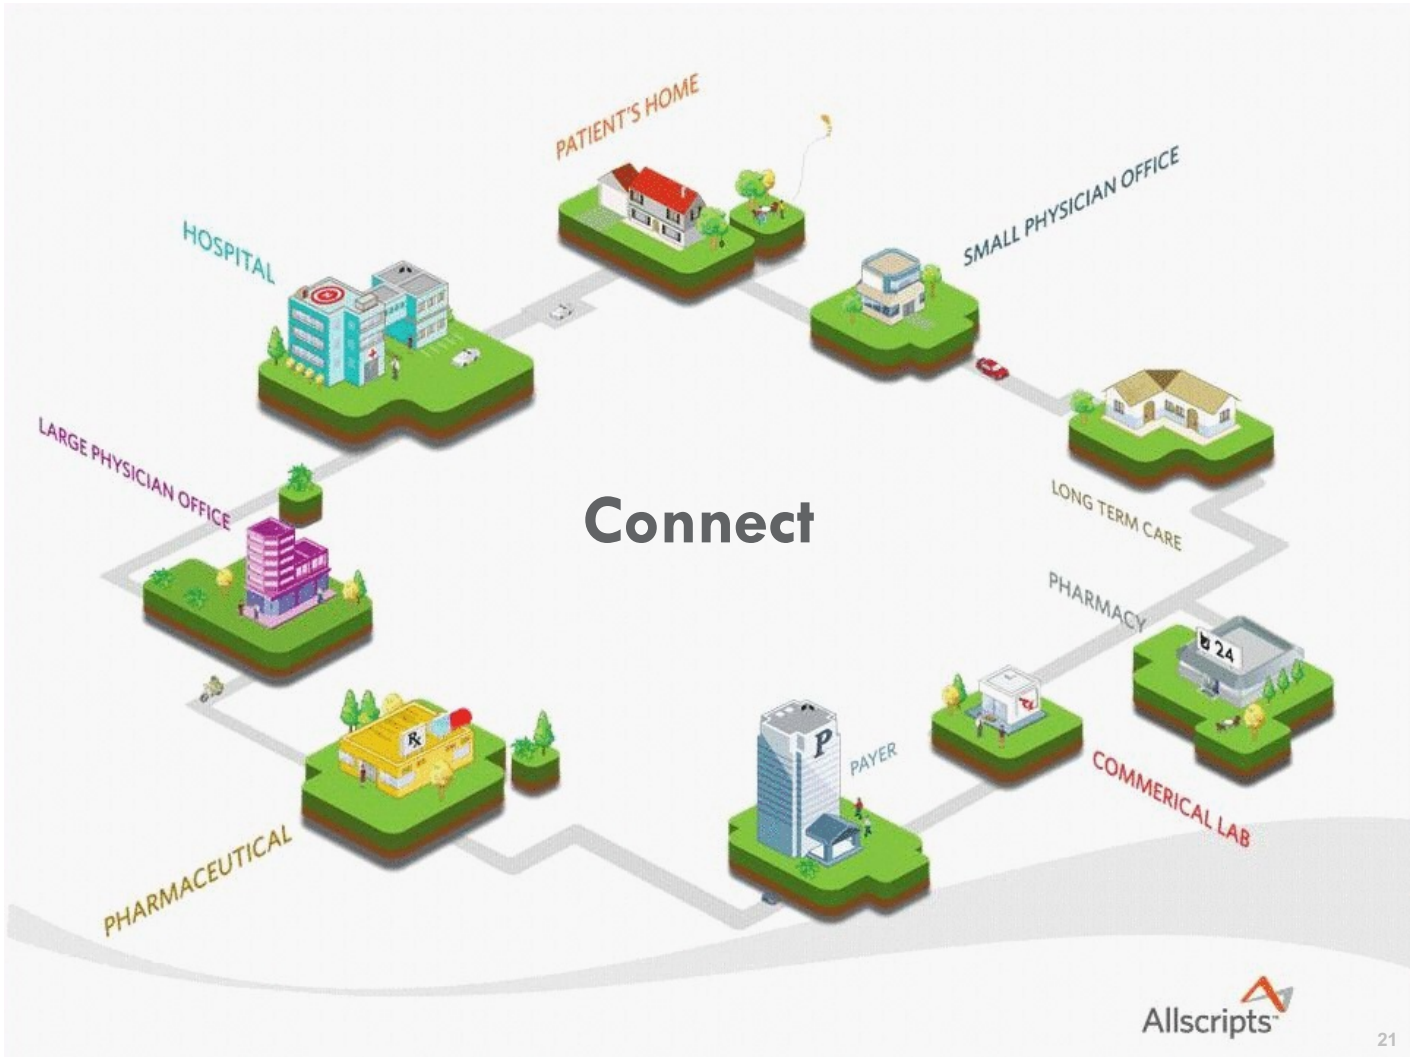 PATIENT'S HOME
SMALL PHYSICIAN OFFICE
HOSPITAL
LARGE PHYSICIAN OFFICE
Connect
LONG TERM CARE
PHARMACY
24
Rx
P
PAYER
COMMERICAL LAB
PHARMACEUTICAL
Allscripts™
21